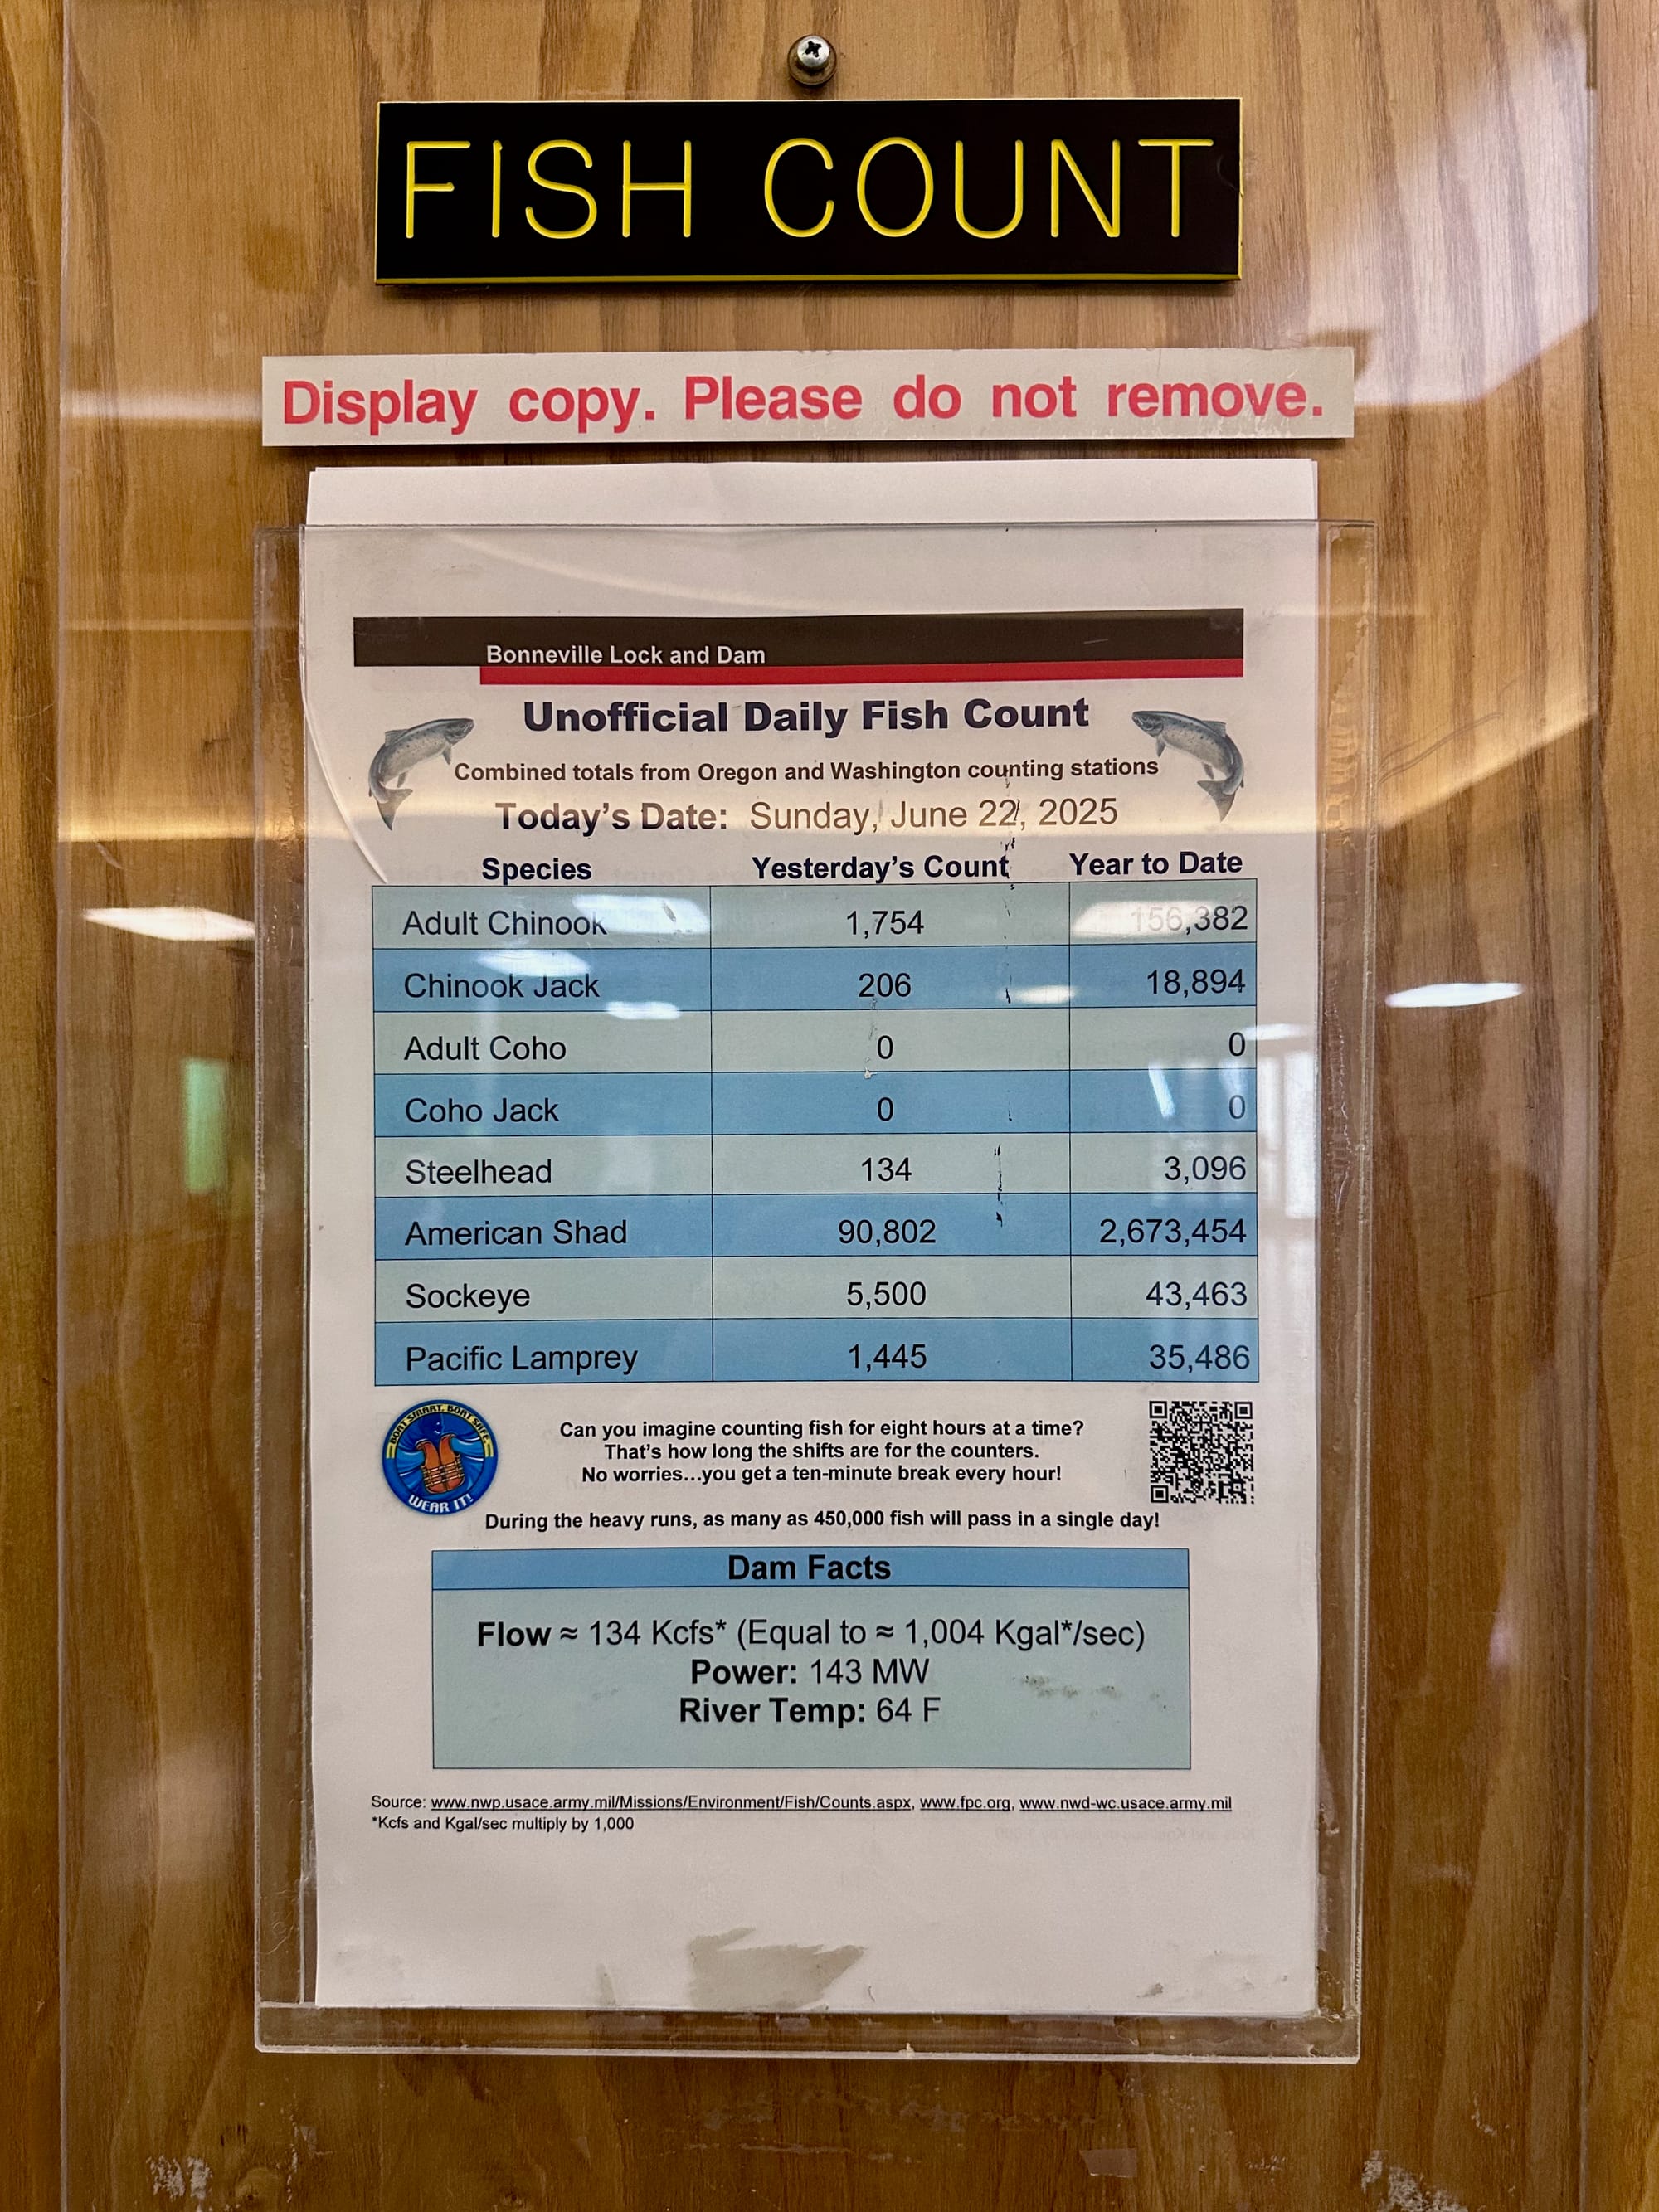 FISH COUNT
Display copy. Please do not remove.
Bonneville Lock and Dam
Unofficial Daily Fish Count
Combined totals from Oregon and Washington counting stations
Today's Date: Sunday, June 22, 2025
Species Yesterday's Count Year to Date
Adult Chinook 1,754 156,382
Chinook Jack 206 18,894
Adult Coho 0 0
Coho Jack 0 0
Steelhead 134 3,096
American Shad 90,802 2,673,454
Sockeye 5,500 43,463
Pacific Lamprey 1,445 35,486
BOAT SMART. BOAT SAFE.
WEAR IT!
Can you imagine counting fish for eight hours at a time?
That's how long the shifts are for the counters.
No worries...you get a ten-minute break every hour!
During the heavy runs, as many as 450,000 fish will pass in a single day!
Dam Facts
Flow ≈ 134 Kcfs* (Equal to ≈ 1,004 Kgal*/sec)
Power: 143 MW
River Temp: 64 F
Source: www.nwp.usace.army.mil/Missions/Environment/Fish/Counts.aspx, www.fpc.org, www.nwd-wc.usace.army.mil
*Kcfs and Kgal/sec multiply by 1,000